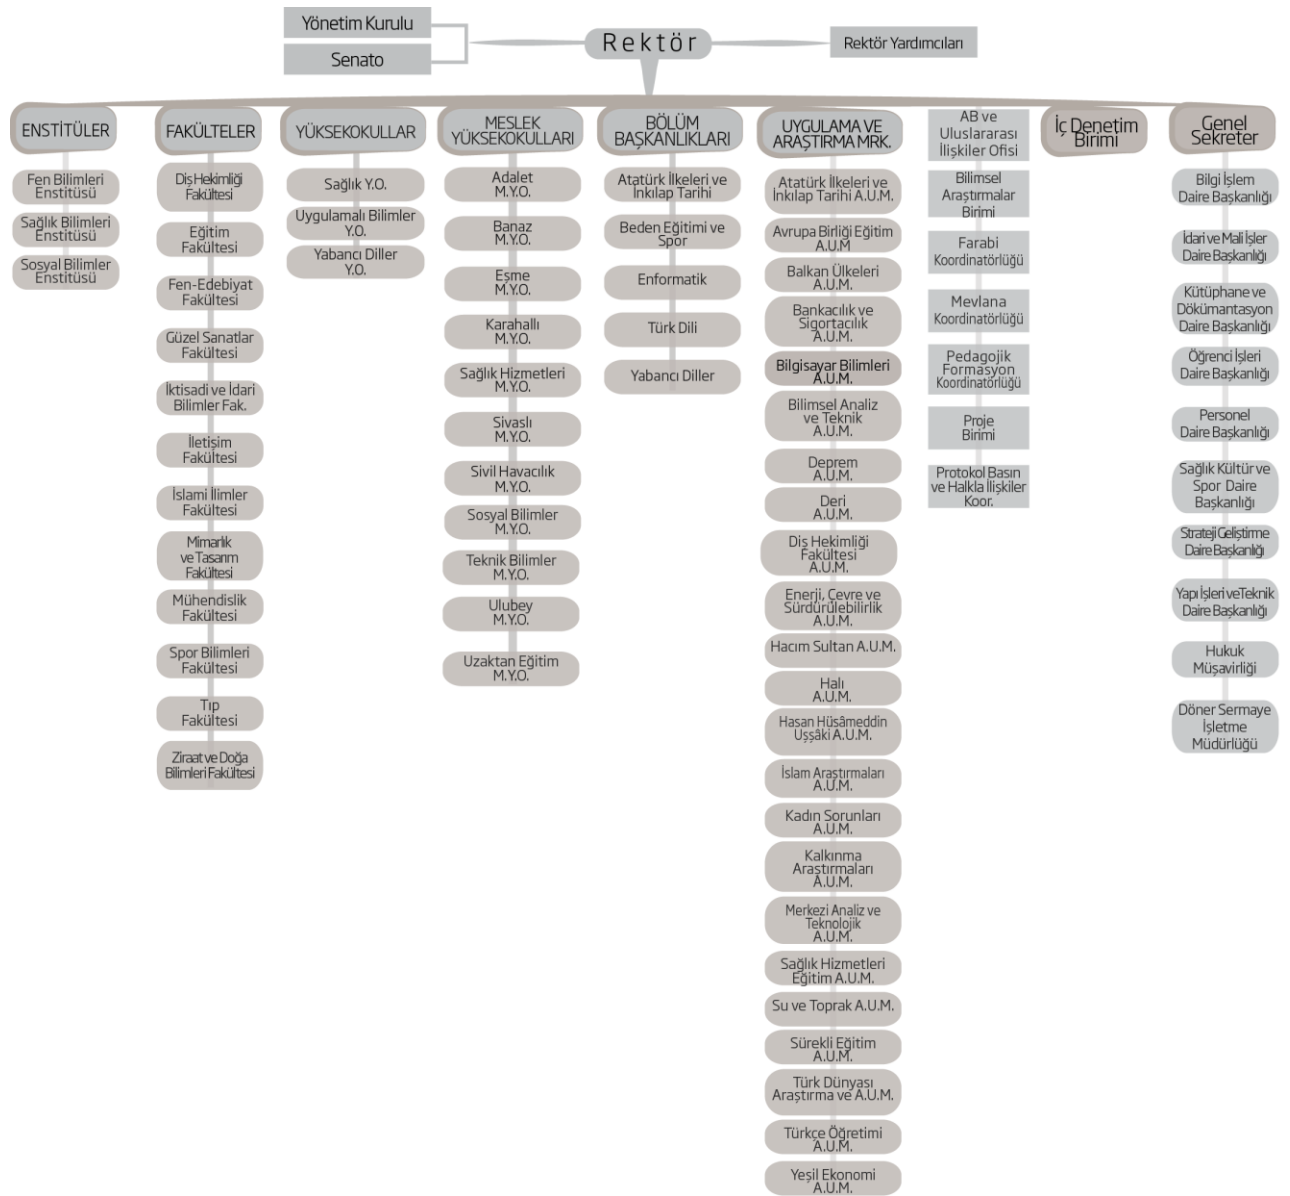 Yönetim Kurulu
Senato
Rektör
Rektör Yardımcıları
ENSTİTÜLER
Fen Bilimleri
Enstitüsü
Sağlık Bilimleri
Enstitüsü
Sosyal Bilimler
Enstitüsü
FAKÜLTELER
Diş Hekimliği
Fakültesi
Eğitim
Fakültesi
Fen-Edebiyat
Fakültesi
Güzel Sanatlar
Fakültesi
İktisadi ve İdari
Bilimler Fak.
İletişim
Fakültesi
İslami İlimler
Fakültesi
Mimarlık
ve Tasarım
Fakültesi
Mühendislik
Fakültesi
Spor Bilimleri
Fakültesi
Tıp
Fakültesi
Ziraat ve Doğa
Bilimleri Fakültesi
YÜKSEKOKULLAR
Sağlık Y.O.
Uygulamalı Bilimler
Y.O.
Yabancı Diller
Y.O.
MESLEK
YÜKSEKOKULLARI
Adalet
M.Y.O.
Banaz
M.Y.O.
Eşme
M.Y.O.
Karahallı
M.Y.O.
Sağlık Hizmetleri
M.Y.O.
Sivaslı
M.Y.O.
Sivil Havacılık
M.Y.O.
Sosyal Bilimler
M.Y.O.
Teknik Bilimler
M.Y.O.
Ulubey
M.Y.O.
Uzaktan Eğitim
M.Y.O.
BÖLÜM
BAŞKANLIKLARI
Atatürk İlkeleri ve
İnkılap Tarihi
Beden Eğitimi ve
Spor
Enformatik
Türk Dili
Yabancı Diller
UYGULAMA VE
ARAŞTIRMA MRK.
Atatürk İlkeleri ve
İnkılap Tarihi A.U.M.
Avrupa Birliği Eğitim
A.U.M
Balkan Ülkeleri
A.U.M.
Bankacılık ve
Sigortacılık
A.U.M.
Bilgisayar Bilimleri
A.U.M.
Bilimsel Analiz
ve Teknik
A.U.M.
Deprem
A.U.M.
Deri
A.U.M.
Diş Hekimliği
Fakültesi
A.U.M.
Enerji, Çevre ve
Sürdürülebilirlik
A.U.M.
Hacım Sultan A.U.M.
Halı
A.U.M.
Hasan Hüsâmeddin
Uşşâki A.U.M.
İslam Araştırmaları
A.U.M.
Kadın Sorunları
A.U.M.
Kalkınma
Araştırmaları
A.U.M.
Merkezi Analiz ve
Teknolojik
A.U.M.
Sağlık Hizmetleri
Eğitim A.U.M.
Su ve Toprak A.U.M.
Sürekli Eğitim
A.U.M.
Türk Dünyası
Araştırma ve A.U.M.
Türkçe Öğretimi
A.U.M.
Yeşil Ekonomi
A.U.M.
AB ve
Uluslararası
İlişkiler Ofisi
Bilimsel
Araştırmalar
Birimi
Farabi
Koordinatörlüğü
Mevlana
Koordinatörlüğü
Pedagojik
Formasyon
Koordinatörlüğü
Proje
Birimi
Protokol Basın
ve Halkla İlişkiler
Koor.
İç Denetim
Birimi
Genel
Sekreter
Bilgi İşlem
Daire Başkanlığı
İdari ve Mali İşler
Daire Başkanlığı
Kütüphane ve
Dökümantasyon
Daire Başkanlığı
Öğrenci İşleri
Daire Başkanlığı
Personel
Daire Başkanlığı
Sağlık Kültür ve
Spor Daire
Başkanlığı
Strateji Geliştirme
Daire Başkanlığı
Yapı İşleri ve Teknik
Daire Başkanlığı
Hukuk
Müşavirliği
Döner Sermaye
İşletme
Müdürlüğü